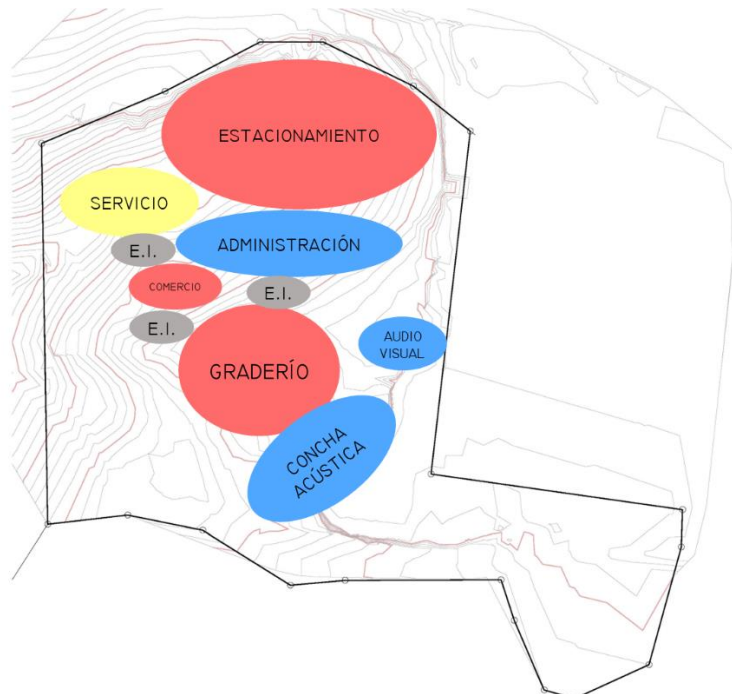 ESTACIONAMIENTO
SERVICIO
ADMINISTRACIÓN
E.I.
COMERCIO
E.I.
E.I.
AUDIO
VISUAL
GRADERÍO
CONCHA
ACÚSTICA